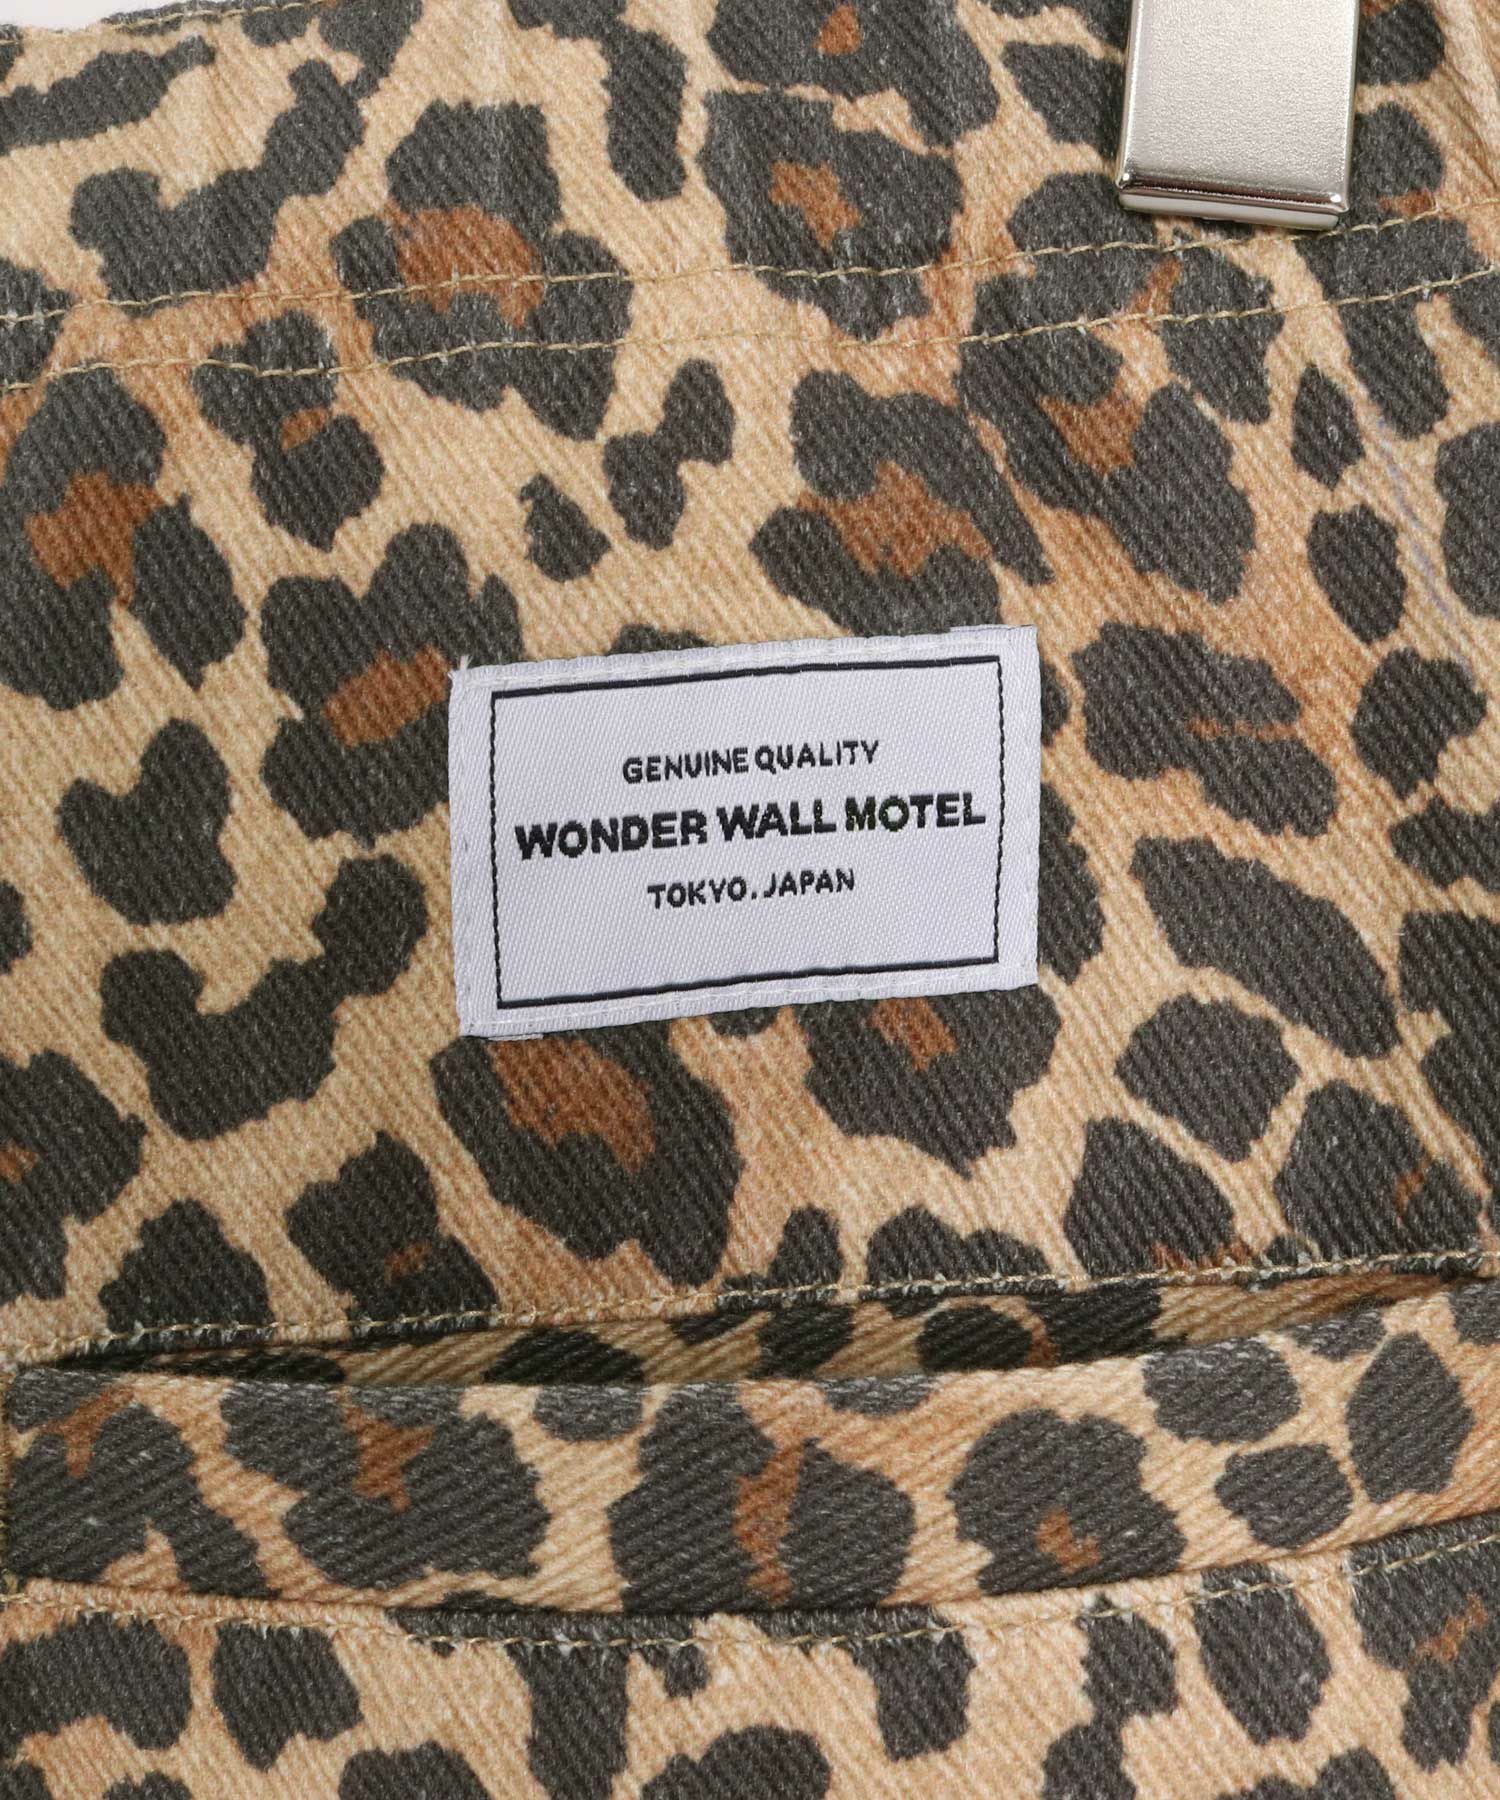 GENUINE QUALITY
WONDER WALL MOTEL
TOKYO. JAPAN